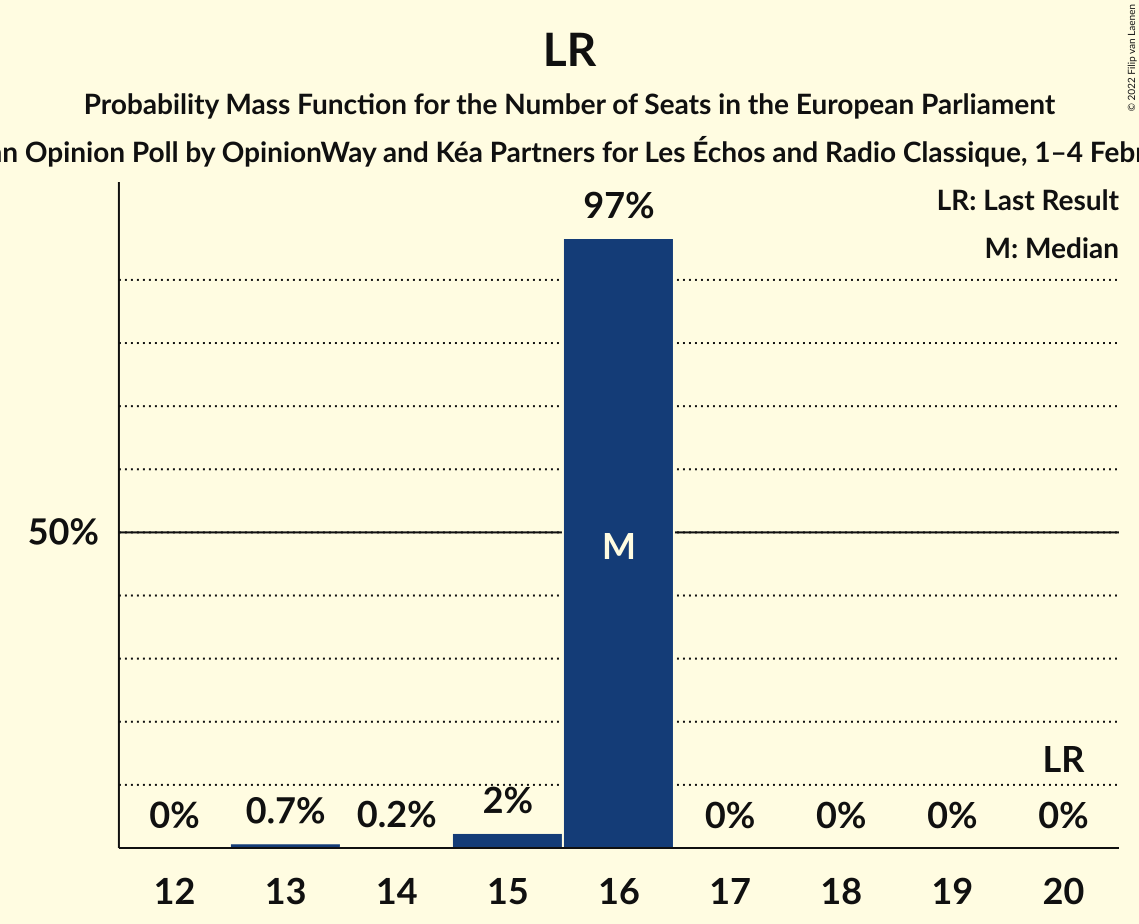 LR
Probability Mass Function for the Number of Seats in the European Parliament
Opinion Poll by OpinionWay and Kéa Partners for Les Échos and Radio Classique, 1–4
LR: Last Result
M: Median
97%
50%
M
LR
0% 0.7% 0.2% 2% 0% 0% 0% 0%
12 13 14 15 16 17 18 19 20
© 2022 Filip van Laenen